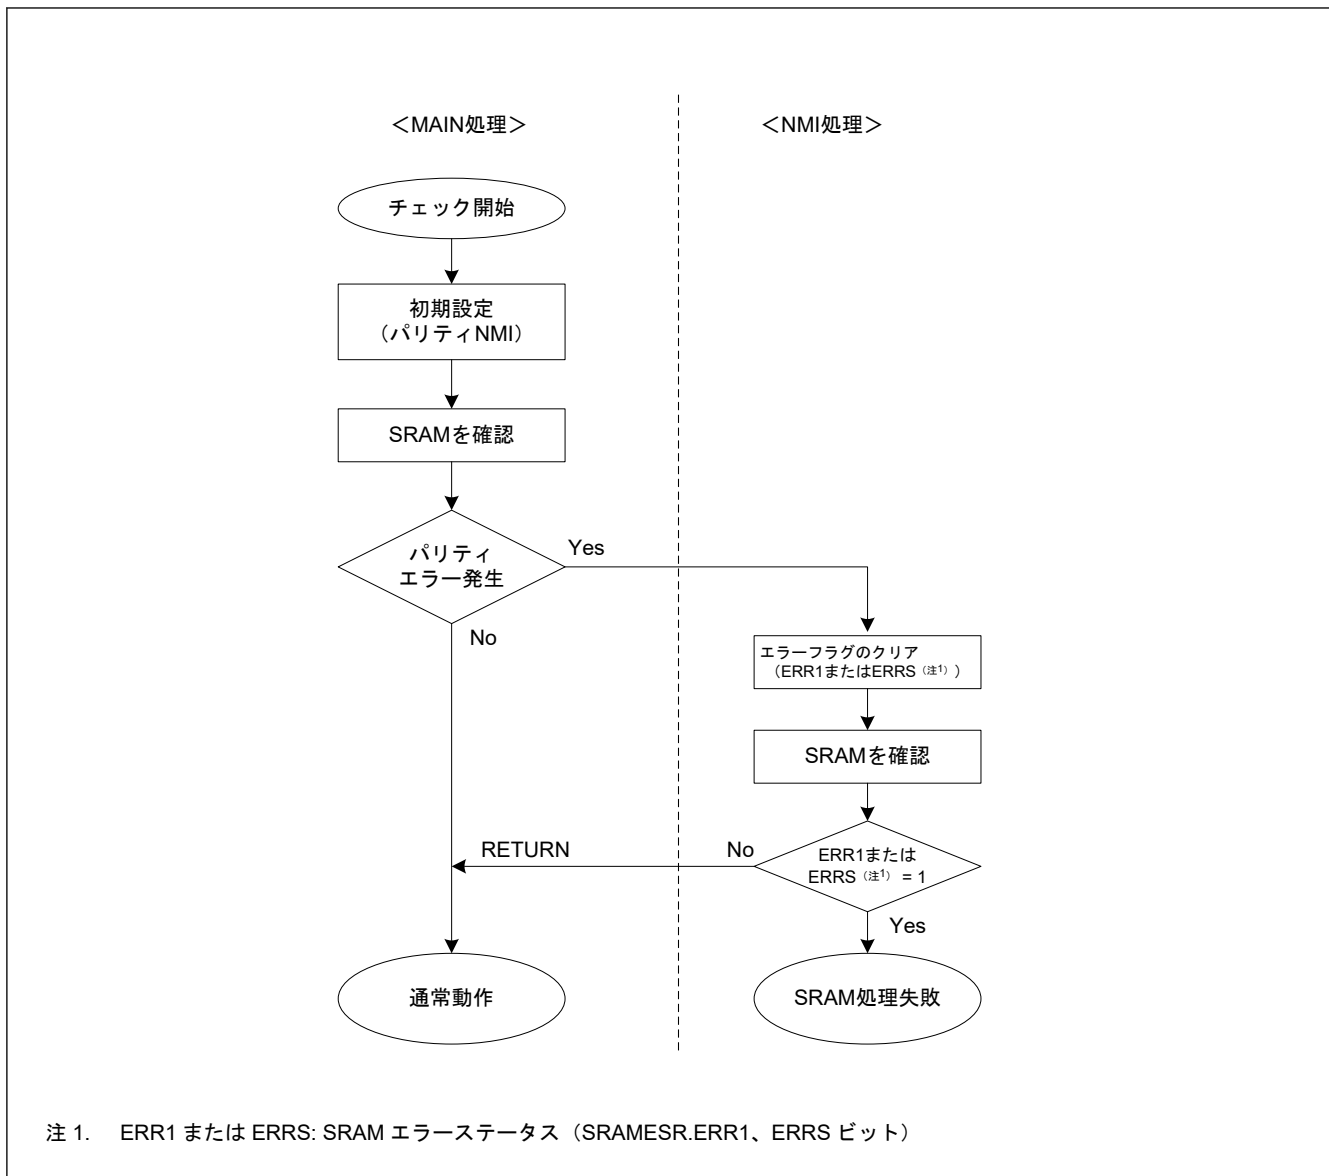 ＜MAIN処理＞
＜NMI処理＞
チェック開始
初期設定
（パリティNMI）
SRAMを確認
パリティ
エラー発生
Yes
No
エラーフラグのクリア
（ERR1またはERRS（注1））
SRAMを確認
ERR1または
ERRS（注1） = 1
No
RETURN
Yes
通常動作
SRAM処理失敗
注 1. ERR1 または ERRS: SRAM エラーステータス（SRAMESR.ERR1、ERRS ビット）